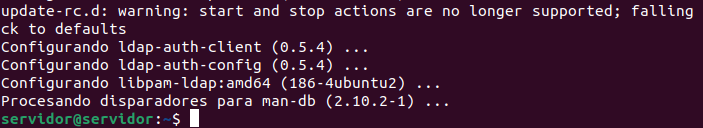 update-rc.d: warning: start and stop actions are no longer supported; falling
ck to defaults
Configurando ldap-auth-client (0.5.4) ...
Configurando ldap-auth-config (0.5.4) ...
Configurando libpam-ldap:amd64 (186-4ubuntu2) ...
Procesando disparadores para man-db (2.10.2-1) ...
servidor@servidor:~$